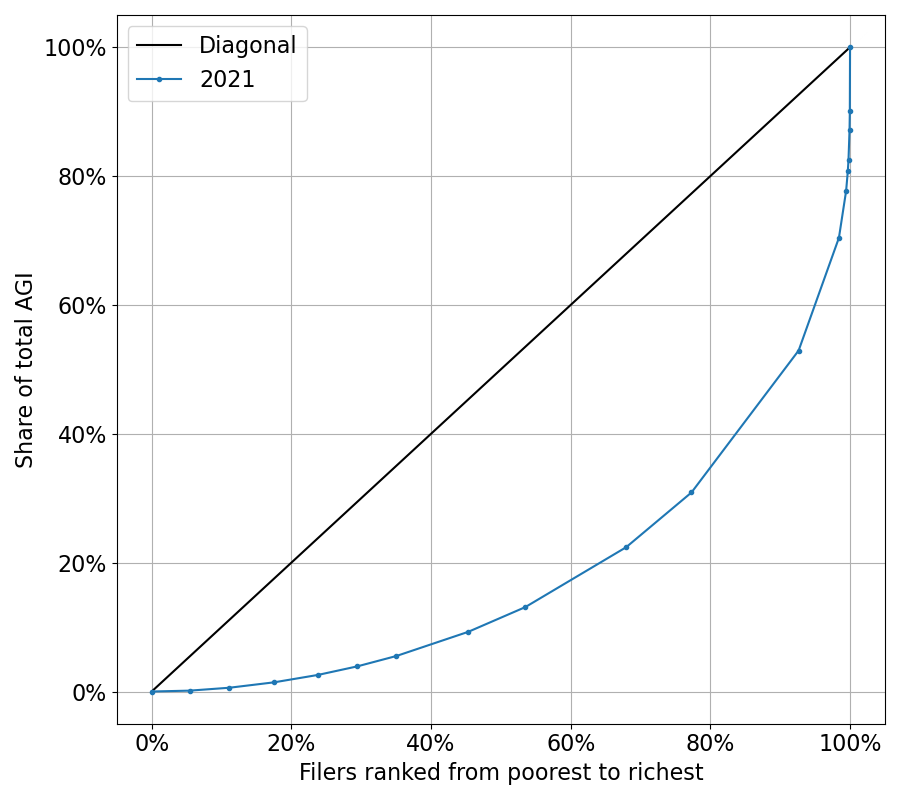 Diagonal
2021
100%
80%
60%
40%
20%
0%
Share of total AGI
0% 20% 40% 60% 80% 100%
Filers ranked from poorest to richest